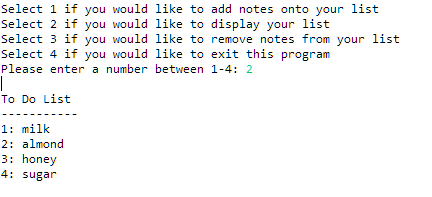 Select 1 if you would like to add notes onto your list
Select 2 if you would like to display your list
Select 3 if you would like to remove notes from your list
Select 4 if you would like to exit this program
Please enter a number between 1-4: 2
To Do List
-----------
1: milk
2: almond
3: honey
4: sugar